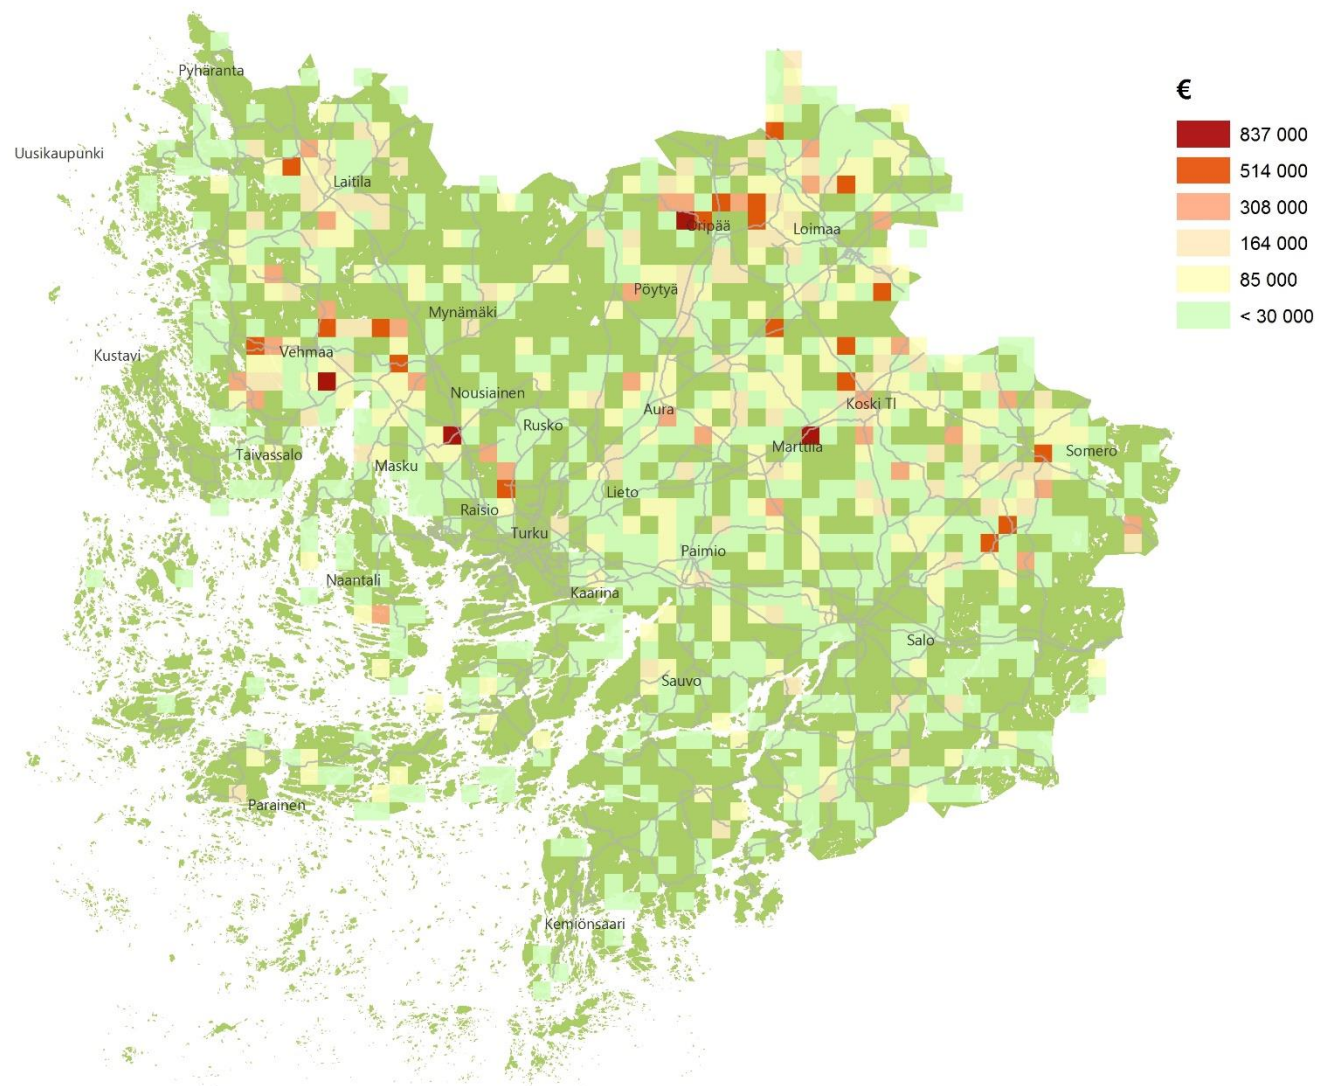 Pyhäranta
€
837 000
Uusikaupunki
514 000
Laitila
308 000
Oripää
Loimaa
164 000
85 000
Pöytyä
Mynämäki
< 30 000
Kustavi
Vehmaa
Nousiainen
Koski Tl
Aura
Rusko
Marttila
Somero
Taivassalo
Masku
Lieto
Raisio
Turku
Paimio
Naantali
Kaarina
Salo
Sauvo
Parainen
Kemiönsaari